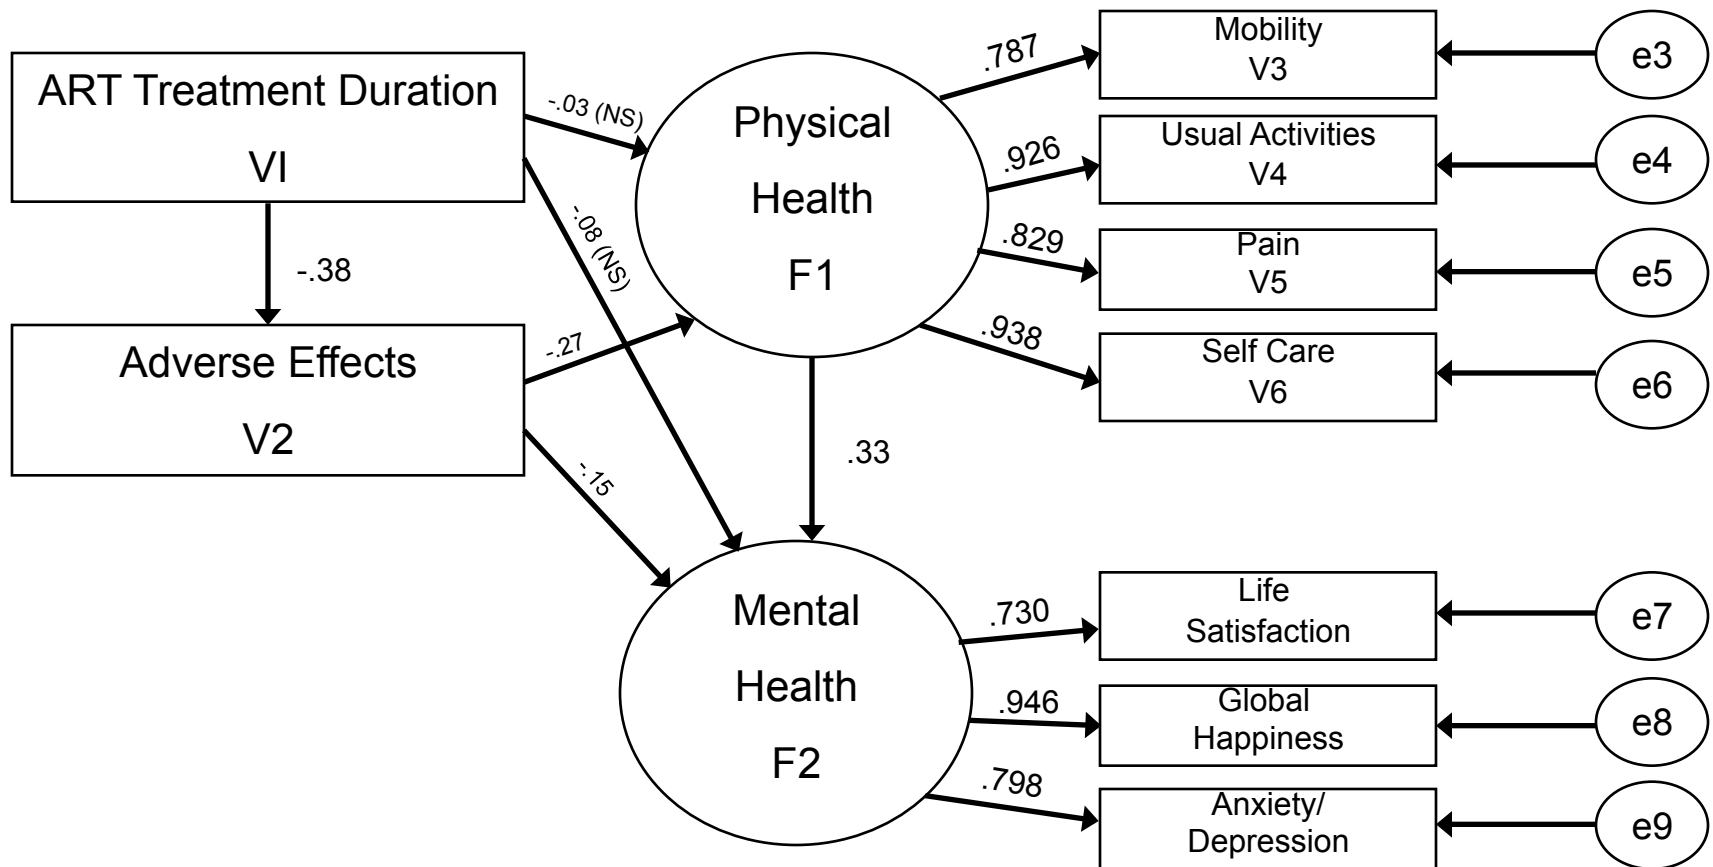 ART Treatment Duration
VI
-.38
Adverse Effects
V2
-.03 (NS)
-.08 (NS)
-.27
-.15
Physical
Health
F1
.33
Mental
Health
F2
.787
.926
.829
.938
Mobility
V3
Usual Activities
V4
Pain
V5
Self Care
V6
e3
e4
e5
e6
.730
.946
.798
Life
Satisfaction
Global
Happiness
Anxiety/
Depression
e7
e8
e9